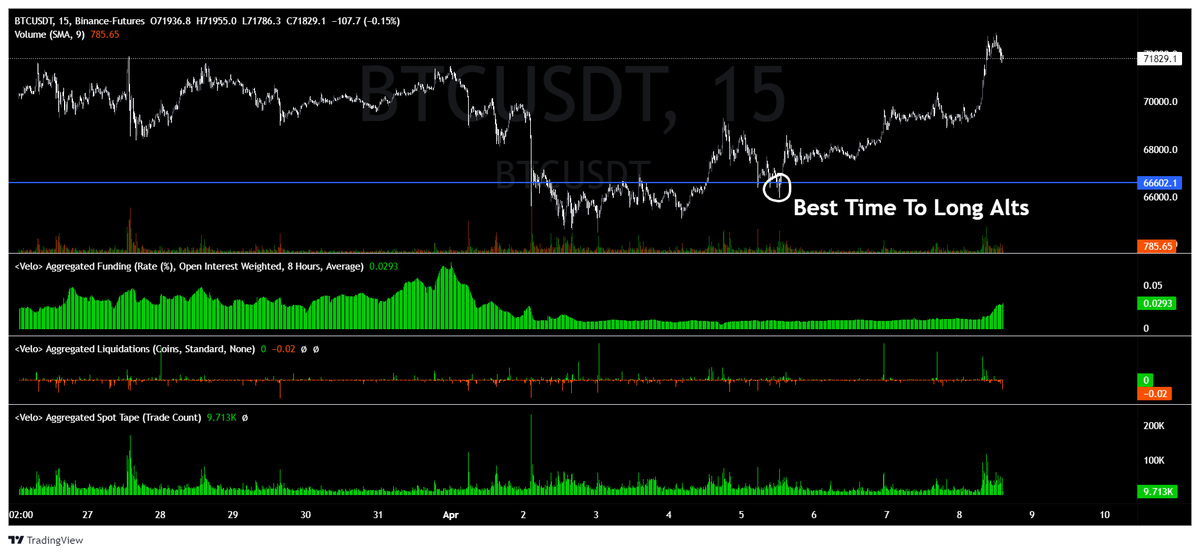 BTCUSDT, 15, Binance-Futures O71936.8 H71955.0 L71786.3 C71829.1 −107.7 (−0.15%)
Volume (SMA, 9) 785.65
BTCUSDT, 15
BTCUSDT
71829.1
70000.0
68000.0
66602.1
66000.0
Best Time To Long Alts
785.65
<Velo> Aggregated Funding (Rate (%), Open Interest Weighted, 8 Hours, Average) 0.0293
0.05
0.0293
0
<Velo> Aggregated Liquidations (Coins, Standard, None) 0 −0.02 ø ø
0
−0.02
<Velo> Aggregated Spot Tape (Trade Count) 9.713K ø
200K
100K
9.713K
02:00 27 28 29 30 31 Apr 2 3 4 5 6 7 8 9 10
TradingView